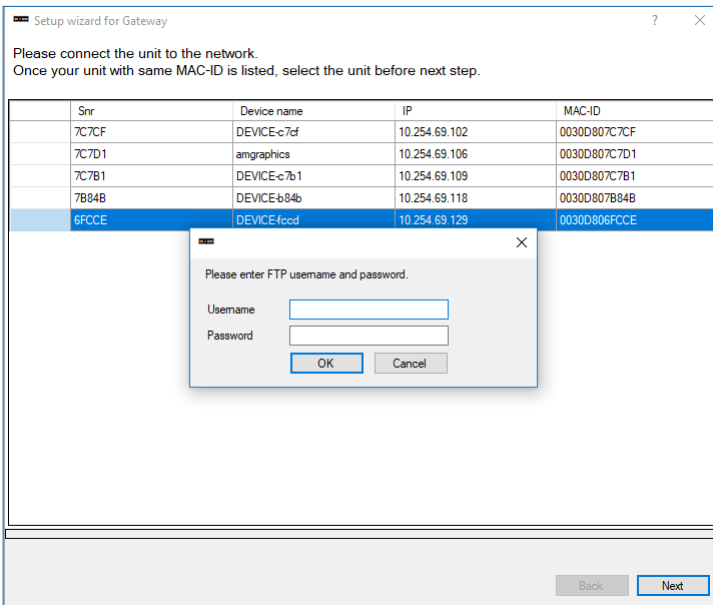 Setup wizard for Gateway
?
Please connect the unit to the network.
Once your unit with same MAC-ID is listed, select the unit before next step.
Snr Device name IP MAC-ID
7C7CF DEVICE-c7cf 10.254.69.102 0030D807C7CF
7C7D1 amgraphics 10.254.69.106 0030D807C7D1
7C7B1 DEVICE-c7b1 10.254.69.109 0030D807C7B1
7B84B DEVICE-b84b 10.254.69.118 0030D807B84B
6FCCE DEVICE-fccd 10.254.69.129 0030D806FCCE
Please enter FTP username and password.
Username
Password
OK Cancel
Back Next